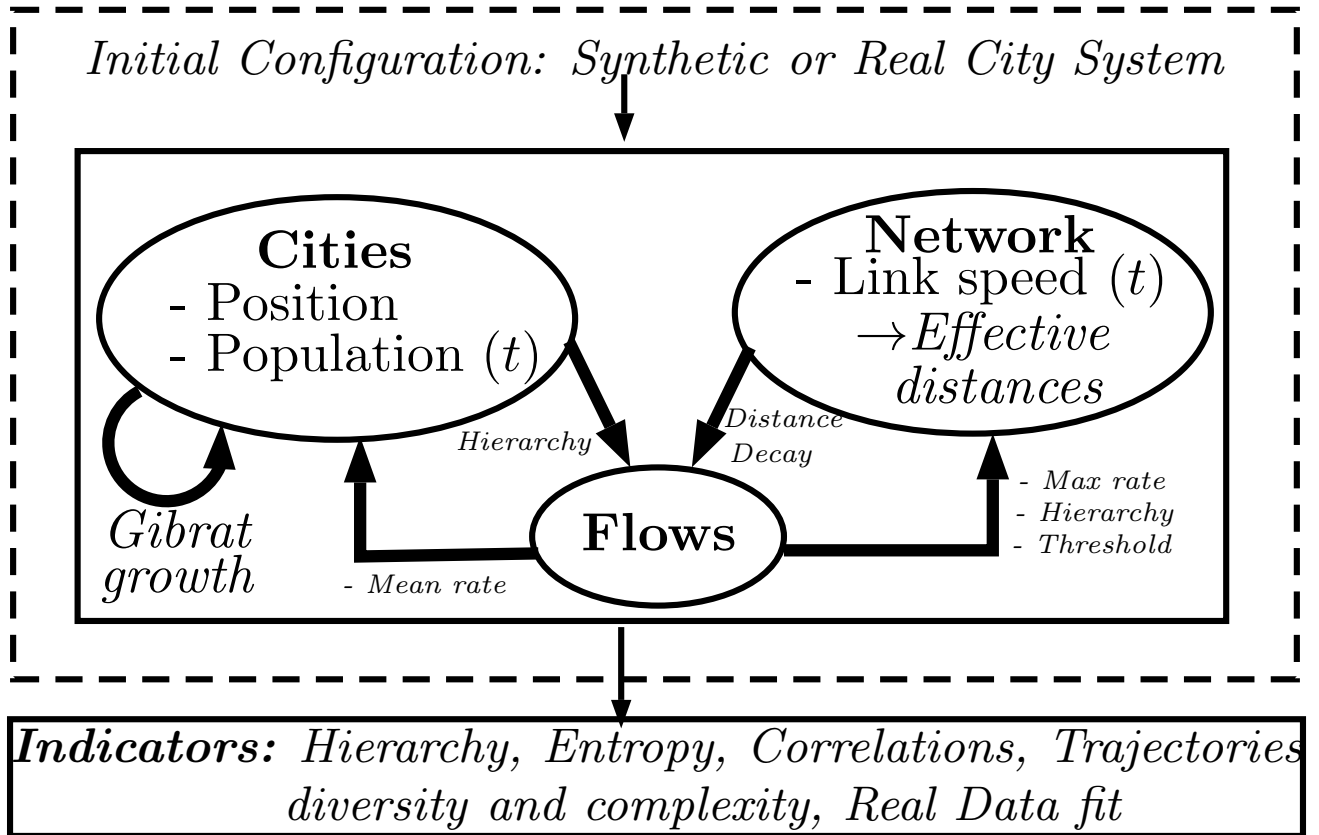 Initial Configuration: Synthetic or Real City System
Cities
- Position
- Population (t)
Network
- Link speed (t)
→Effective
distances
Hierarchy
Distance
Decay
Gibrat
growth
Flows
- Mean rate
- Max rate
- Hierarchy
- Threshold
Indicators: Hierarchy, Entropy, Correlations, Trajectories
diversity and complexity, Real Data fit